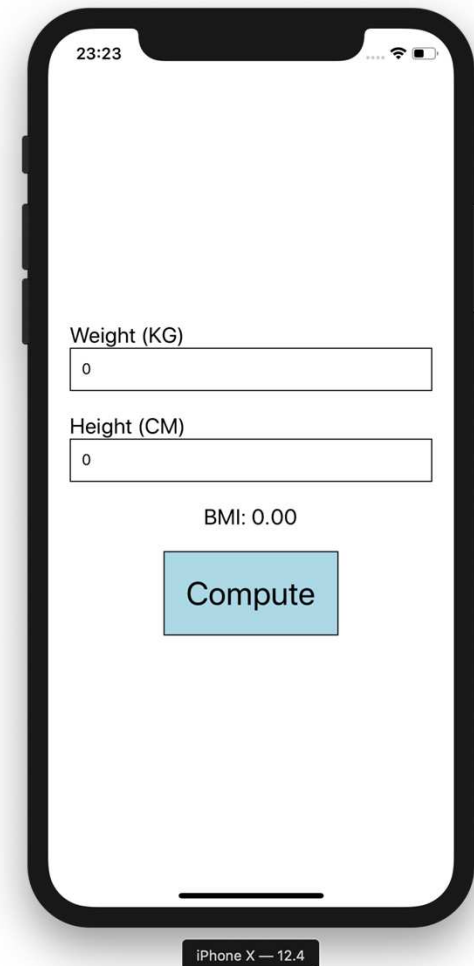 23:23
Weight (KG)
0
Height (CM)
0
BMI: 0.00
Compute
iPhone X — 12.4